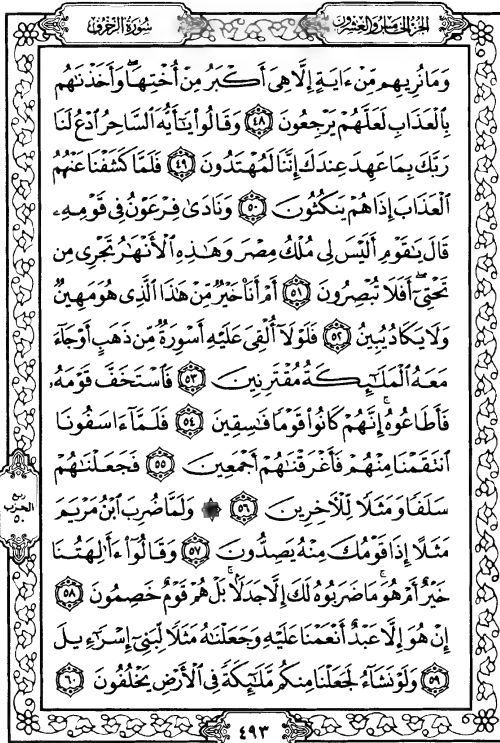 الجزء الخامس والعشرون
سورة الزخرف
وَمَا نُرِيهِم مِّنْ ءَايَةٍ إِلَّا هِىَ أَكْبَرُ مِنْ أُخْتِهَا ۖ وَأَخَذْنَٰهُم
بِٱلْعَذَابِ لَعَلَّهُمْ يَرْجِعُونَ ٤٨ وَقَالُوا۟ يَٰٓأَيُّهَ ٱلسَّاحِرُ ٱدْعُ لَنَا
رَبَّكَ بِمَا عَهِدَ عِندَكَ إِنَّنَا لَمُهْتَدُونَ ٤٩ فَلَمَّا كَشَفْنَا عَنْهُمُ
ٱلْعَذَابَ إِذَا هُمْ يَنكُثُونَ ٥٠ وَنَادَىٰ فِرْعَوْنُ فِى قَوْمِهِۦ
قَالَ يَٰقَوْمِ أَلَيْسَ لِى مُلْكُ مِصْرَ وَهَٰذِهِ ٱلْأَنْهَٰرُ تَجْرِى مِن
تَحْتِىٓ ۖ أَفَلَا تُبْصِرُونَ ٥١ أَمْ أَنَا۠ خَيْرٌ مِّنْ هَٰذَا ٱلَّذِى هُوَ مَهِينٌ
وَلَا يَكَادُ يُبِينُ ٥٢ فَلَوْلَآ أُلْقِىَ عَلَيْهِ أَسْوِرَةٌ مِّن ذَهَبٍ أَوْ جَآءَ
مَعَهُ ٱلْمَلَٰٓئِكَةُ مُقْتَرِنِينَ ٥٣ فَٱسْتَخَفَّ قَوْمَهُۥ
فَأَطَاعُوهُ ۚ إِنَّهُمْ كَانُوا۟ قَوْمًا فَٰسِقِينَ ٥٤ فَلَمَّآ ءَاسَفُونَا
ٱنتَقَمْنَا مِنْهُمْ فَأَغْرَقْنَٰهُمْ أَجْمَعِينَ ٥٥ فَجَعَلْنَٰهُمْ
سَلَفًا وَمَثَلًا لِّلْءَاخِرِينَ ٥٦ ۞ وَلَمَّا ضُرِبَ ٱبْنُ مَرْيَمَ
مَثَلًا إِذَا قَوْمُكَ مِنْهُ يَصِدُّونَ ٥٧ وَقَالُوٓا۟ ءَأَٰلِهَتُنَا
خَيْرٌ أَمْ هُوَ ۚ مَا ضَرَبُوهُ لَكَ إِلَّا جَدَلًۢا ۚ بَلْ هُمْ قَوْمٌ خَصِمُونَ ٥٨
إِنْ هُوَ إِلَّا عَبْدٌ أَنْعَمْنَا عَلَيْهِ وَجَعَلْنَٰهُ مَثَلًا لِّبَنِىٓ إِسْرَٰٓءِيلَ
٥٩ وَلَوْ نَشَآءُ لَجَعَلْنَا مِنكُم مَّلَٰٓئِكَةً فِى ٱلْأَرْضِ يَخْلُفُونَ ٦٠
ربع
الحزب
٥٠
٤٩٣